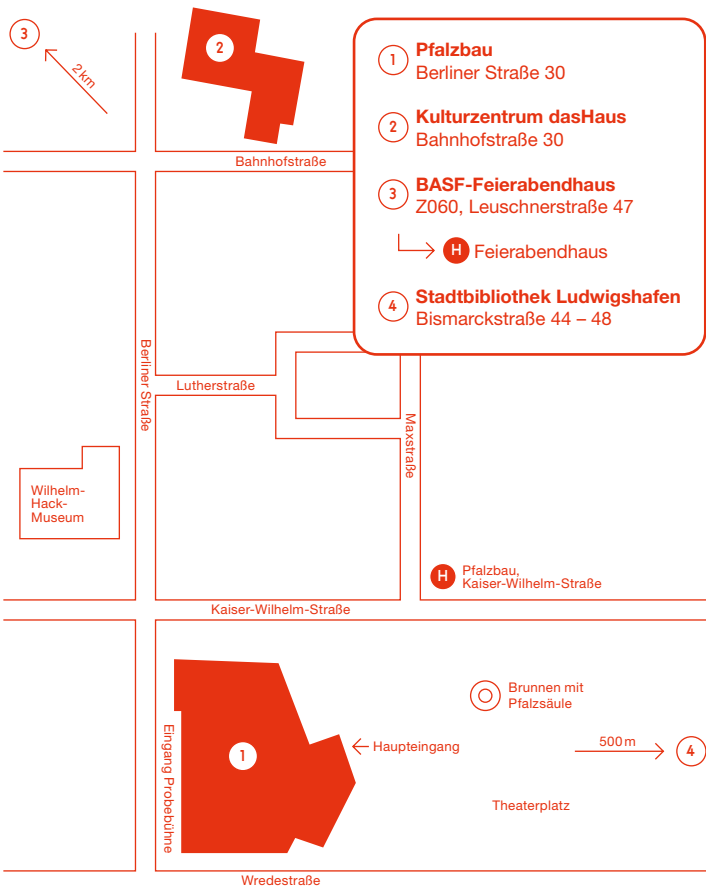 3
2 km
2
Bahnhofstraße
1 Pfalzbau
Berliner Straße 30
2 Kulturzentrum dasHaus
Bahnhofstraße 30
3 BASF-Feierabendhaus
Z060, Leuschnerstraße 47
H Feierabendhaus
4 Stadtbibliothek Ludwigshafen
Bismarckstraße 44 – 48
Berliner Straße
Lutherstraße
Maxstraße
Wilhelm-
Hack-
Museum
H Pfalzbau,
Kaiser-Wilhelm-Straße
Kaiser-Wilhelm-Straße
Brunnen mit
Pfalzsäule
Eingang Probebühne
1
Haupteingang
500 m
4
Theaterplatz
Wredestraße